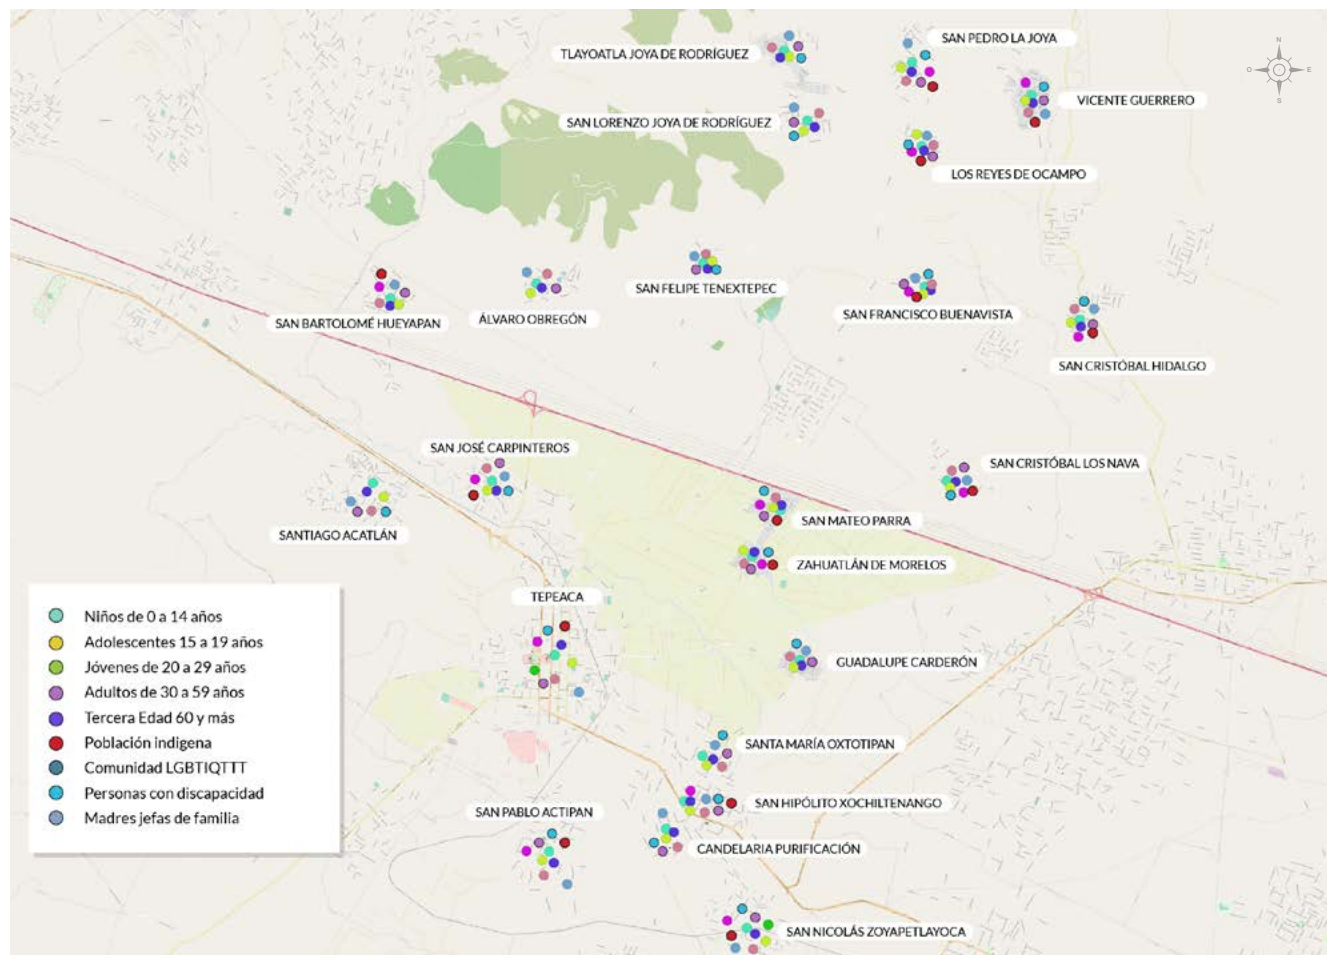 SAN PEDRO LA JOYA
TLAYOATLA JOYA DE RODRÍGUEZ
N
O
E
S
VICENTE GUERRERO
SAN LORENZO JOYA DE RODRÍGUEZ
LOS REYES DE OCAMPO
SAN FELIPE TENEXTEPEC
SAN FRANCISCO BUENAVISTA
SAN BARTOLOMÉ HUEYAPAN
ÁLVARO OBREGÓN
SAN CRISTÓBAL HIDALGO
SAN JOSÉ CARPINTEROS
SAN CRISTÓBAL LOS NAVA
SAN MATEO PARRA
SANTIAGO ACATLÁN
ZAHUATLÁN DE MORELOS
TEPEACA
GUADALUPE CARDERÓN
Niños de 0 a 14 años
Adolescentes 15 a 19 años
Jóvenes de 20 a 29 años
Adultos de 30 a 59 años
Tercera Edad 60 y más
Población indigena
Comunidad LGBTIQTTT
Personas con discapacidad
Madres jefas de familia
SANTA MARÍA OXTOTIPAN
SAN HIPÓLITO XOCHILTENANGO
SAN PABLO ACTIPAN
CANDELARIA PURIFICACIÓN
SAN NICOLÁS ZOYAPETLAYOCA